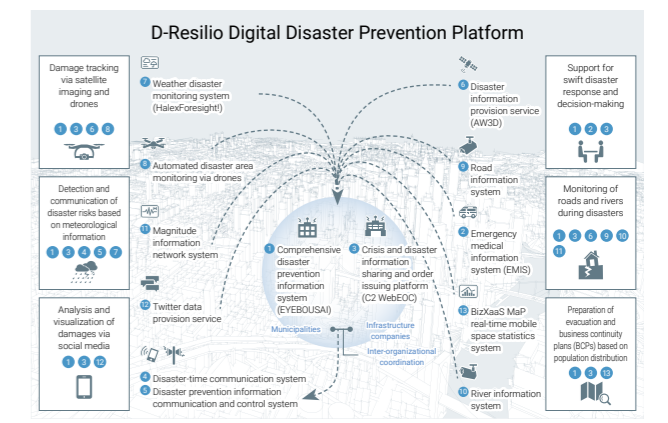 D-Resilio Digital Disaster Prevention Platform
Damage tracking
via satellite
imaging and
drones
1 3 6 8
Detection and
communication of
disaster risks based
on meteorological
information
1 3 4 5 7
Analysis and
visualization of
damages via
social media
1 3 12
7 Weather disaster
monitoring system
(HalexForesight!)
8 Automated disaster area
monitoring via drones
11 Magnitude
information
network system
12 Twitter data
provision service
4 Disaster-time communication system
5 Disaster prevention information
communication and control system
1 Comprehensive
disaster
prevention
information
system
(EYEBOUSAI)
3 Crisis and disaster
information
sharing and order
issuing platform
(C2 WebEOC)
Municipalities
Infrastructure
companies
Inter-organizational
coordination
6 Disaster
information
provision service
(AW3D)
9 Road
information
system
2 Emergency
medical
information
system (EMIS)
13 BizXaaS MaP
real-time mobile
space statistics
system
10 River information
system
Support for
swift disaster
response and
decision-making
1 2 3
Monitoring of
roads and rivers
during disasters
1 3 6 9 10
11
Preparation of
evacuation and
business continuity
plans (BCPs) based on
population distribution
1 3 13